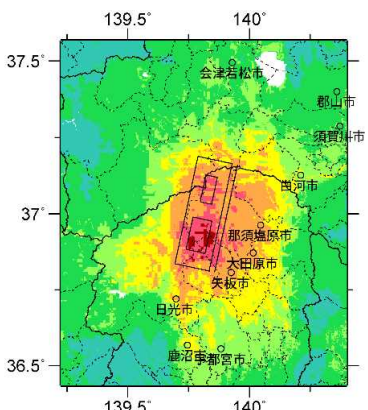 139.5° 140°
37.5°
会津若松市
郡山市
須賀川市
白河市
37°
那須塩原市
大田原市
矢板市
日光市
鹿沼市 宇都宮市
36.5°
139.5° 140°